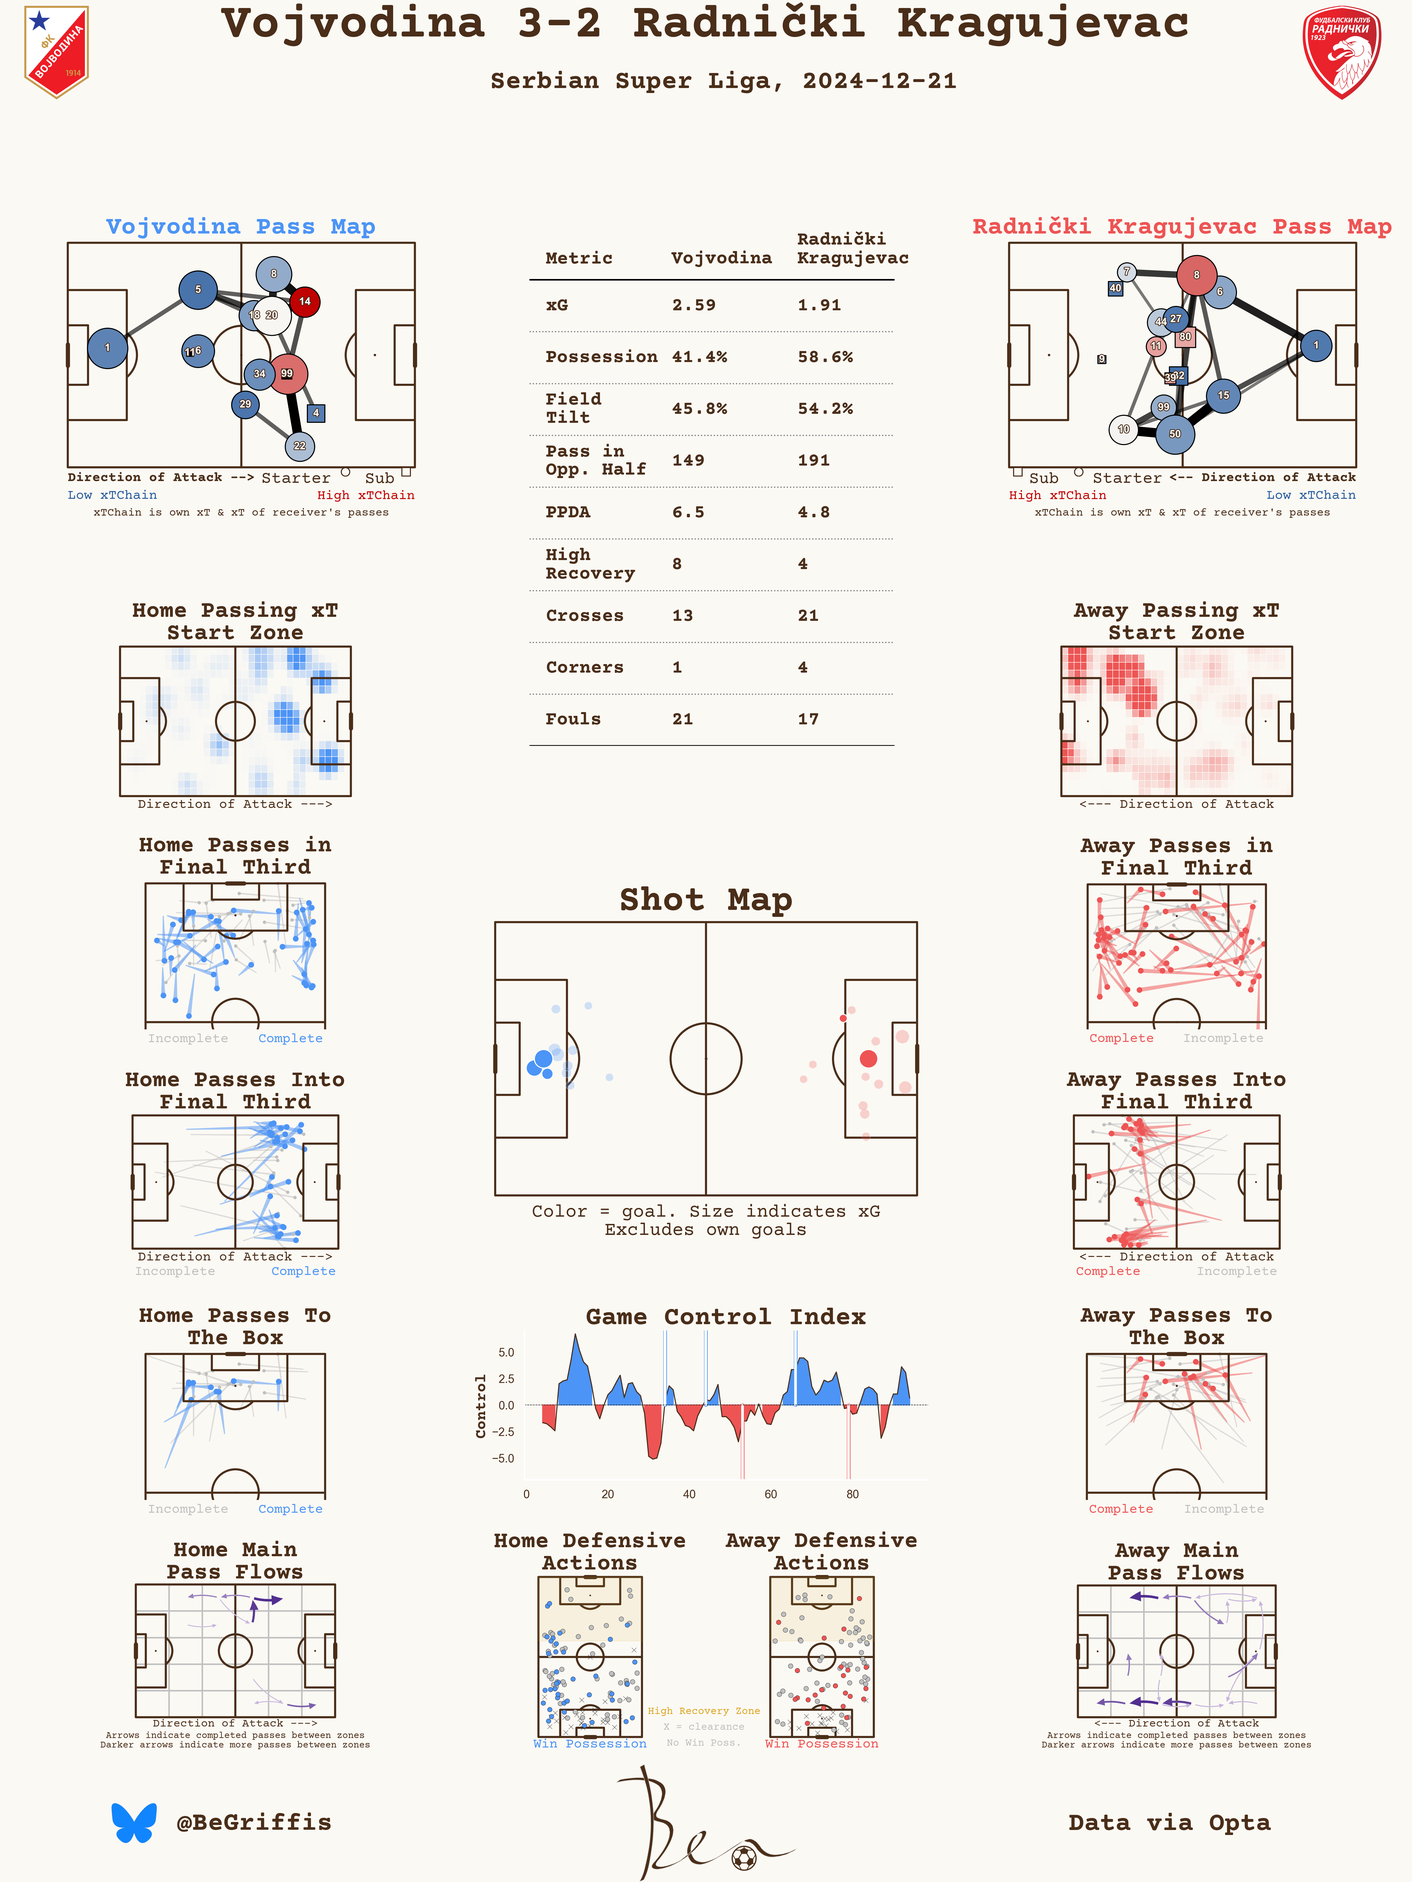 Vojvodina 3-2 Radnički Kragujevac
Serbian Super Liga, 2024-12-21
ФК
ВОЈВОДИНА
1914
ФУДБАЛСКИ КЛУБ
РАДНИЧКИ
1923
Vojvodina Pass Map
1
5
8
14
18
20
11
6
34
99
29
4
22
Direction of Attack --> Starter Sub
Low xTChain High xTChain
xTChain is own xT & xT of receiver's passes
Metric Vojvodina Radnički Kragujevac
xG 2.59 1.91
Possession 41.4% 58.6%
Field Tilt 45.8% 54.2%
Pass in Opp. Half 149 191
PPDA 6.5 4.8
High Recovery 8 4
Crosses 13 21
Corners 1 4
Fouls 21 17
Radnički Kragujevac Pass Map
7
8
40
6
44
27
80
11
1
9
39
32
15
99
10
50
Sub Starter <-- Direction of Attack
High xTChain Low xTChain
xTChain is own xT & xT of receiver's passes
Home Passing xT
Start Zone
Direction of Attack --->
Away Passing xT
Start Zone
<--- Direction of Attack
Home Passes in
Final Third
Incomplete Complete
Away Passes in
Final Third
Complete Incomplete
Shot Map
Color = goal. Size indicates xG
Excludes own goals
Home Passes Into
Final Third
Direction of Attack --->
Incomplete Complete
Away Passes Into
Final Third
<--- Direction of Attack
Complete Incomplete
Home Passes To
The Box
Incomplete Complete
Game Control Index
Control
5.0
2.5
0.0
−2.5
−5.0
0 20 40 60 80
Away Passes To
The Box
Complete Incomplete
Home Main
Pass Flows
Direction of Attack --->
Arrows indicate completed passes between zones
Darker arrows indicate more passes between zones
Home Defensive
Actions
Win Possession
Away Defensive
Actions
Win Possession
High Recovery Zone
X = clearance
No Win Poss.
Away Main
Pass Flows
<--- Direction of Attack
Arrows indicate completed passes between zones
Darker arrows indicate more passes between zones
@BeGriffis
Ben
Data via Opta